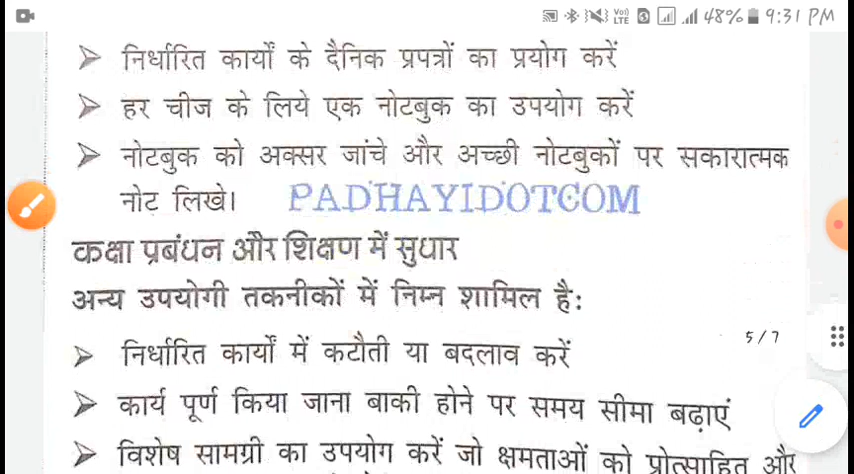 48% 9:31 PM
निर्धारित कार्यों के दैनिक प्रपत्रों का प्रयोग करें
हर चीज के लिये एक नोटबुक का उपयोग करें
नोटबुक को अक्सर जांचे और अच्छी नोटबुकों पर सकारात्मक
नोट लिखे। PADHAYIDOTCOM
कक्षा प्रबंधन और शिक्षण में सुधार
अन्य उपयोगी तकनीकों में निम्न शामिल है:
5/7
निर्धारित कार्यों में कटौती या बदलाव करें
कार्य पूर्ण किया जाना बाकी होने पर समय सीमा बढ़ाएं
विशेष सामग्री का उपयोग करें जो क्षमताओं को प्रोत्साहित और